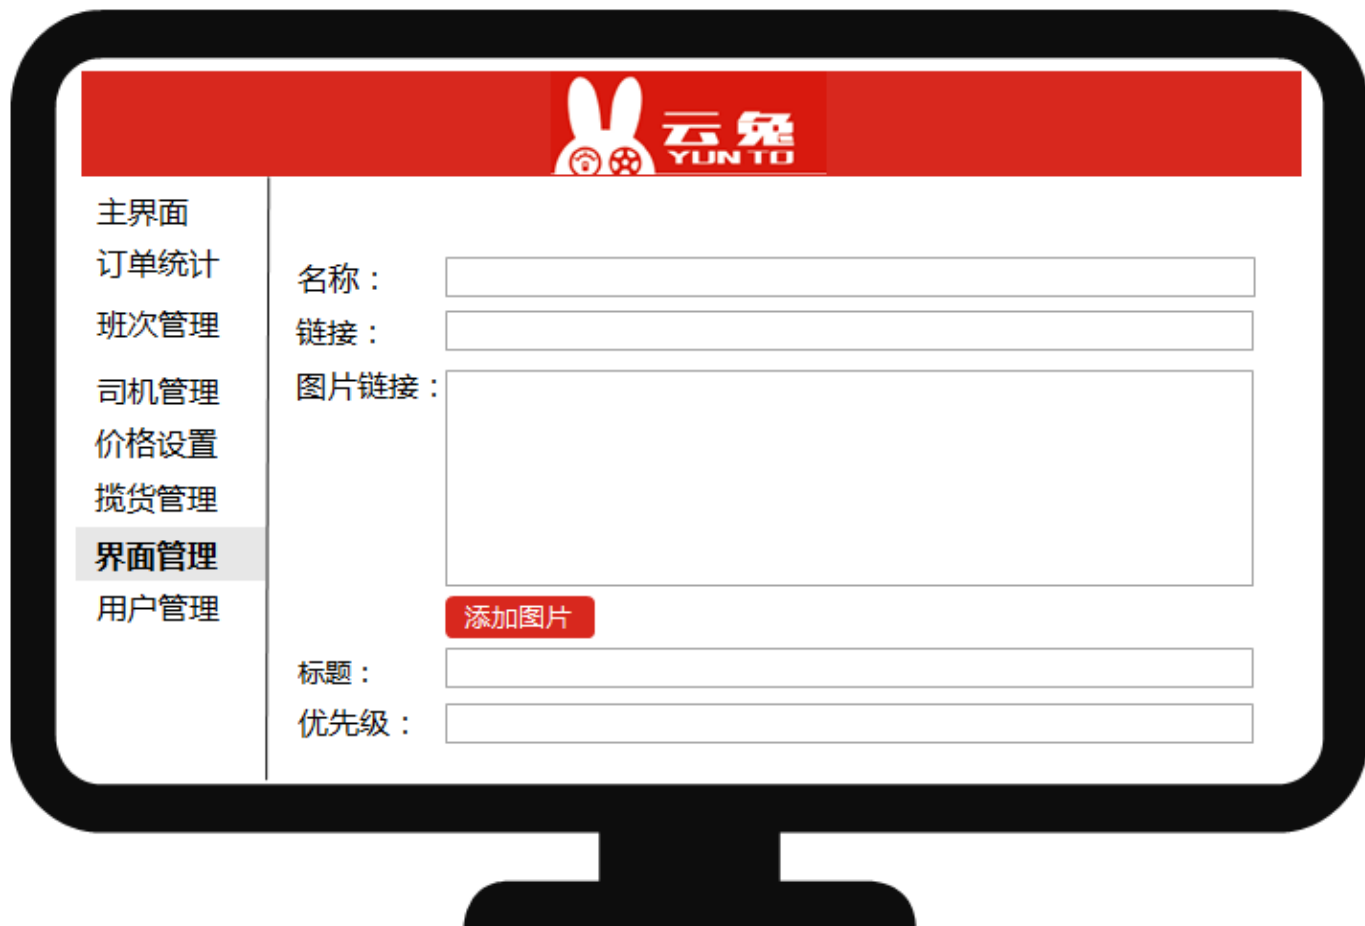 云兔
YUNTU
主界面
订单统计
班次管理
司机管理
价格设置
揽货管理
界面管理
用户管理
名称：
链接：
图片链接：
添加图片
标题：
优先级：